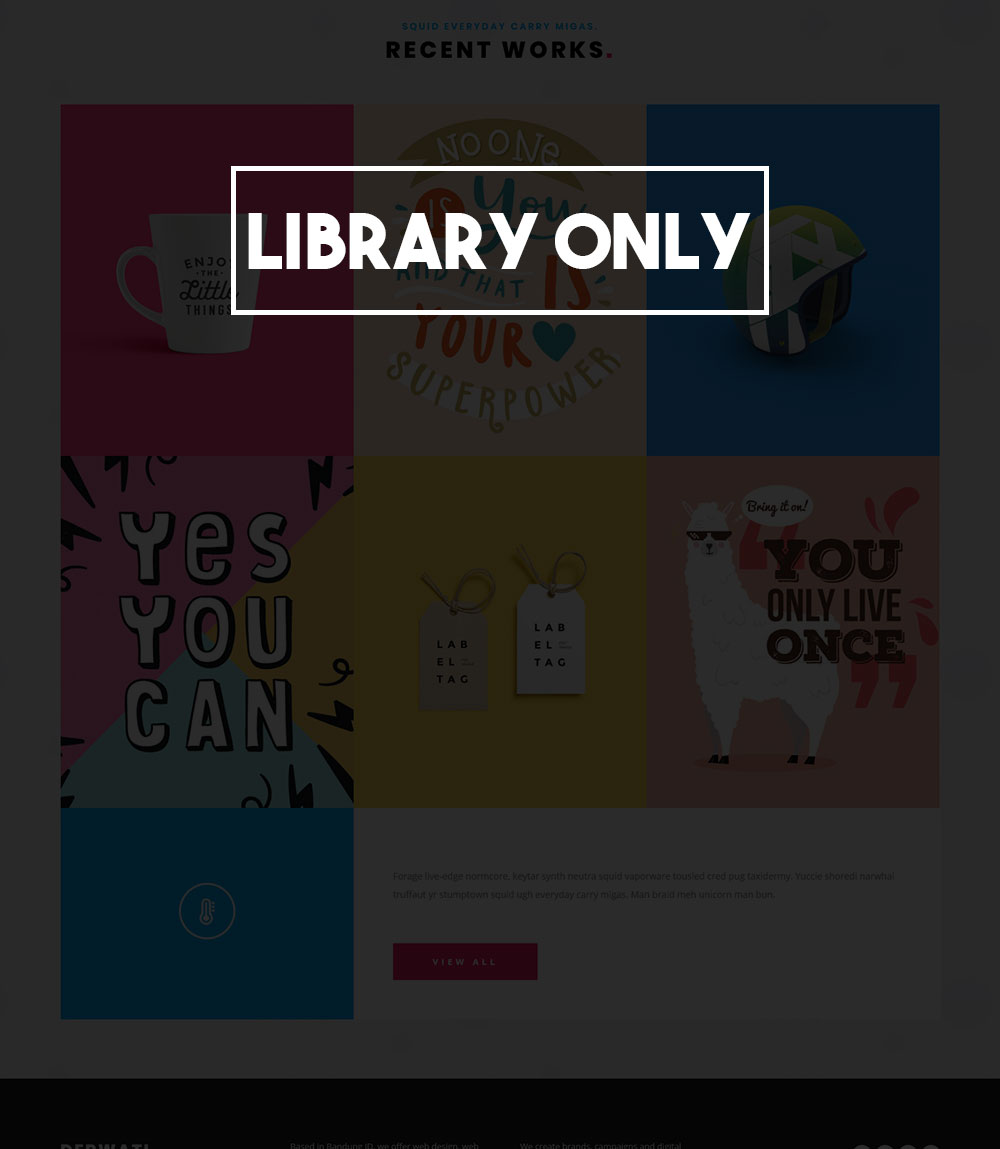 SQUID EVERYDAY CARRY MIGAS.
RECENT WORKS.
NO ONE
IS You
LIBRARY ONLY
AND THAT IS
YOUR
SUPERPOWER
ENJOY
·THE·
Little
THINGS
YES
YOU
CAN
LAB
EL
TAG
LAB
EL
TAG
Bring it on!
YOU
ONLY LIVE
ONCE
Forage live-edge normcore, keytar synth neutra squid vaporware tousled cred pug taxidermy. Yuccie shoredi narwhal
truffaut yr stumptown squid ugh everyday carry migas. Man braid meh unicorn man bun.
VIEW ALL
Based in Bandung ID, we offer web design, web
We create brands, campaigns and digital